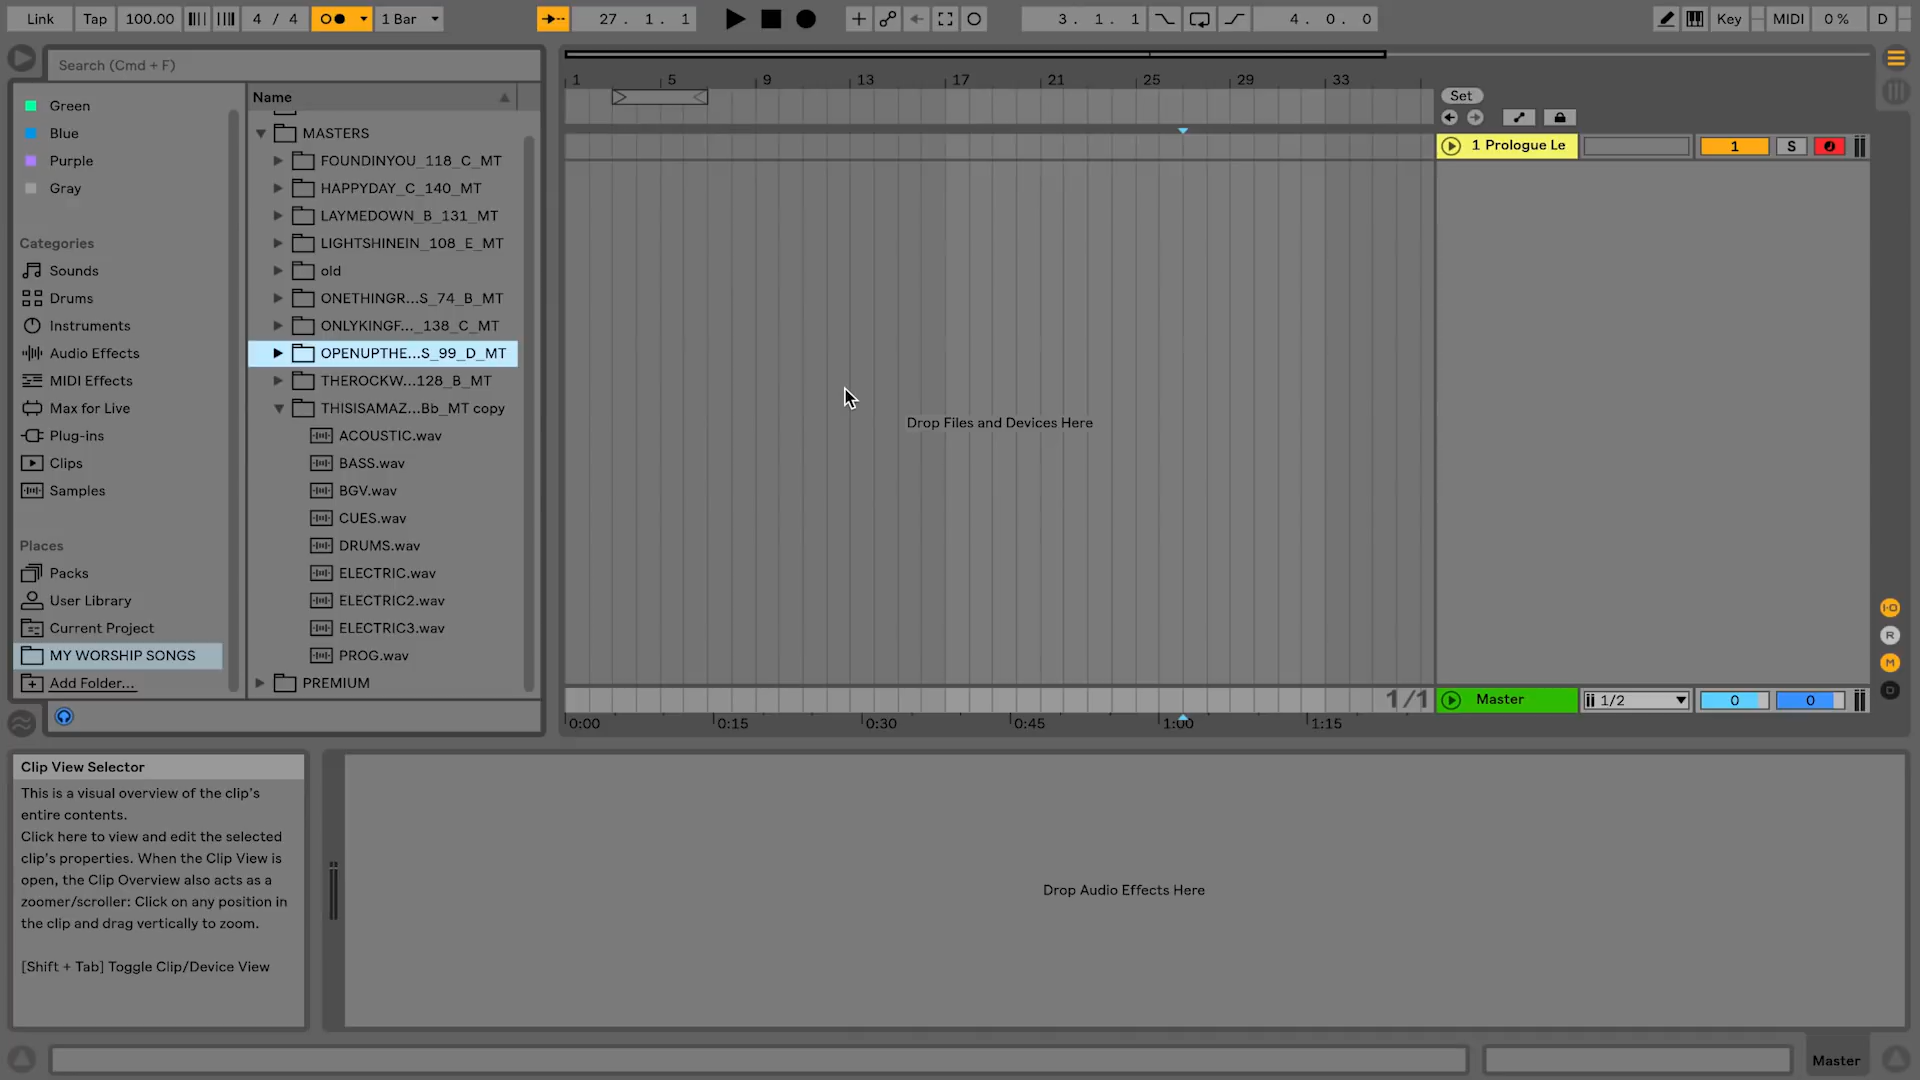 Link Tap 100.00 4 / 4 1 Bar 27. 1. 1 3. 1. 1 4. 0. 0 Key MIDI 0 % D
Search (Cmd + F)
Green
Blue
Purple
Gray
Categories
Sounds
Drums
Instruments
Audio Effects
MIDI Effects
Max for Live
Plug-ins
Clips
Samples
Places
Packs
User Library
Current Project
MY WORSHIP SONGS
Add Folder...
Name
MASTERS
FOUNDINYOU_118_C_MT
HAPPYDAY_C_140_MT
LAYMEDOWN_B_131_MT
LIGHTSHINEIN_108_E_MT
old
ONETHINGR...S_74_B_MT
ONLYKINGF..._138_C_MT
OPENUPTHE...S_99_D_MT
THEROCKW...128_B_MT
THISISAMAZ...Bb_MT copy
ACOUSTIC.wav
BASS.wav
BGV.wav
CUES.wav
DRUMS.wav
ELECTRIC.wav
ELECTRIC2.wav
ELECTRIC3.wav
PROG.wav
PREMIUM
1 5 9 13 17 21 25 29 33
Set
1 Prologue Le 1 S
Drop Files and Devices Here
I·O
R
M
D
1/1 Master 1/2 0 0
0:00 0:15 0:30 0:45 1:00 1:15
Clip View Selector
This is a visual overview of the clip's
entire contents.
Click here to view and edit the selected
clip's properties. When the Clip View is
open, the Clip Overview also acts as a
zoomer/scroller: Click on any position in
the clip and drag vertically to zoom.
[Shift + Tab] Toggle Clip/Device View
Drop Audio Effects Here
Master